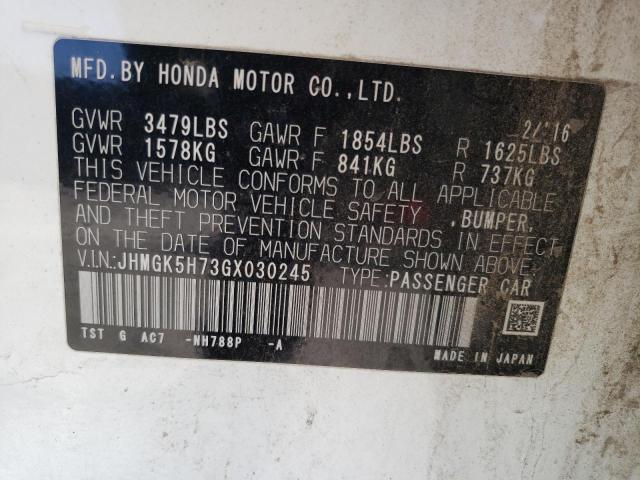 MFD.BY HONDA MOTOR CO.,LTD.
2/'16
GVWR 3479LBS GAWR F 1854LBS R 1625LBS
GVWR 1578KG GAWR F 841KG R 737KG
THIS VEHICLE CONFORMS TO ALL APPLICABLE
FEDERAL MOTOR VEHICLE SAFETY ,BUMPER,
AND THEFT PREVENTION STANDARDS IN EFFECT
ON THE DATE OF MANUFACTURE SHOWN ABOVE.
V.I.N.:JHMGK5H73GX030245 TYPE:PASSENGER CAR
TST G AC7 -NH788P -A
MADE IN JAPAN